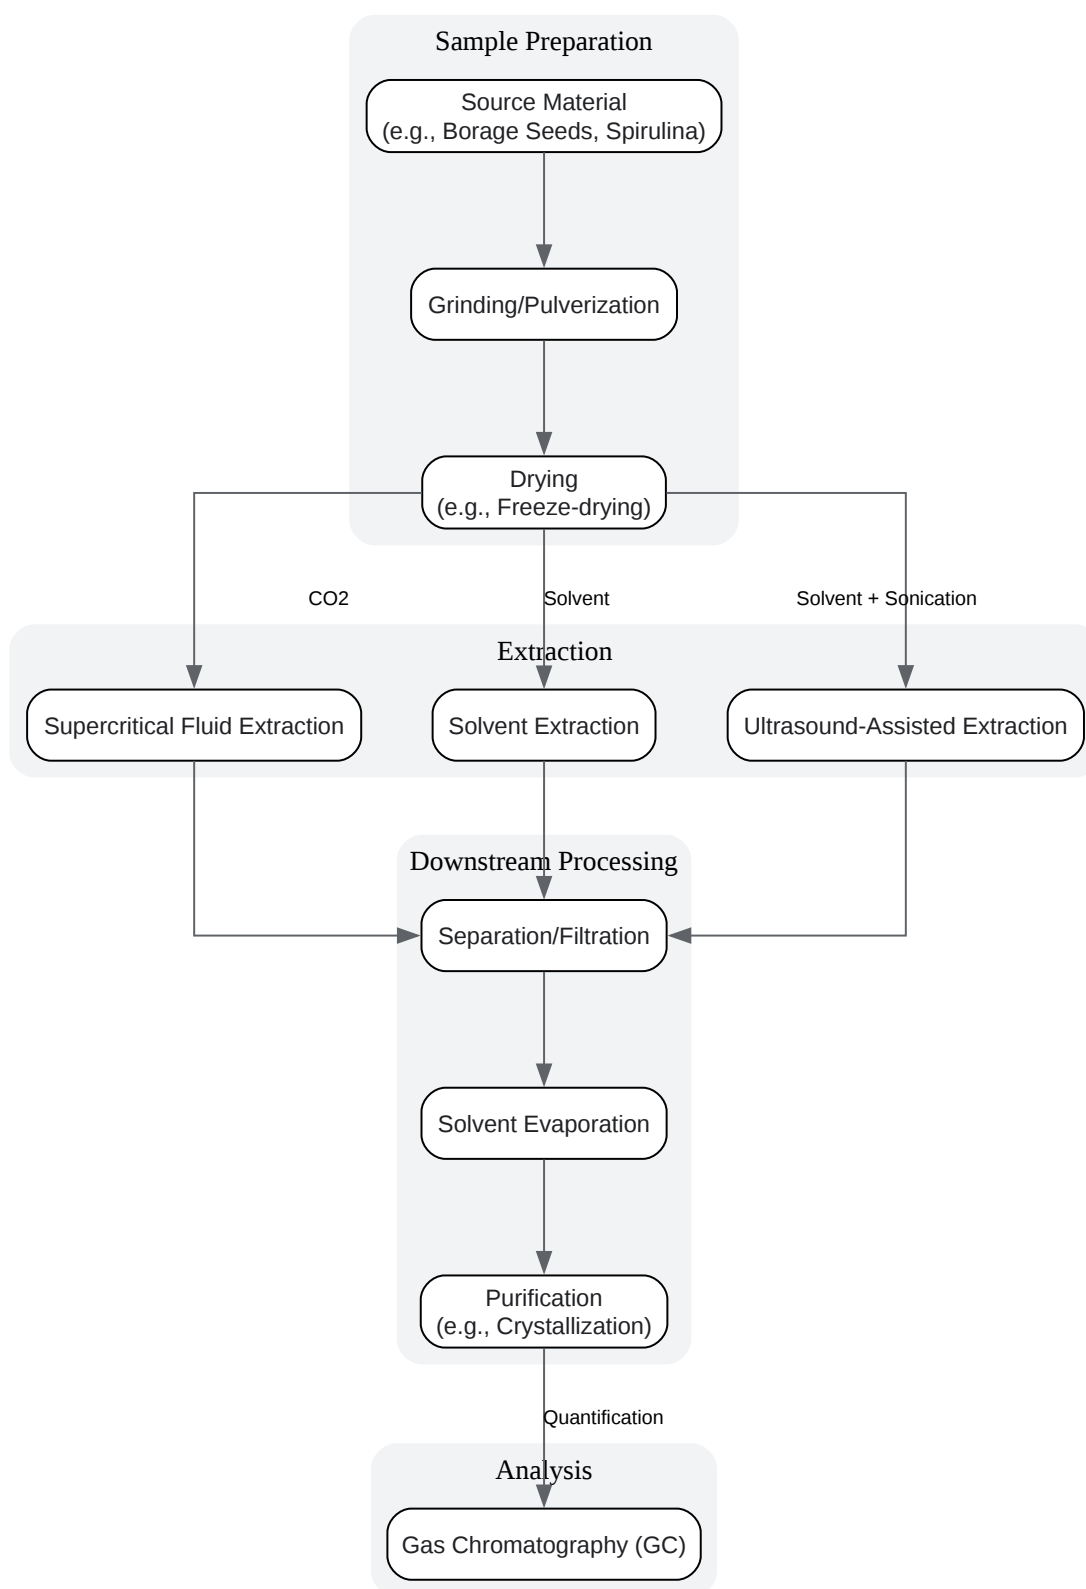 Sample Preparation
Source Material
(e.g., Borage Seeds, Spirulina)
Grinding/Pulverization
Drying
(e.g., Freeze-drying)
CO2
Solvent
Solvent + Sonication
Extraction
Supercritical Fluid Extraction
Solvent Extraction
Ultrasound-Assisted Extraction
Downstream Processing
Separation/Filtration
Solvent Evaporation
Purification
(e.g., Crystallization)
Quantification
Analysis
Gas Chromatography (GC)